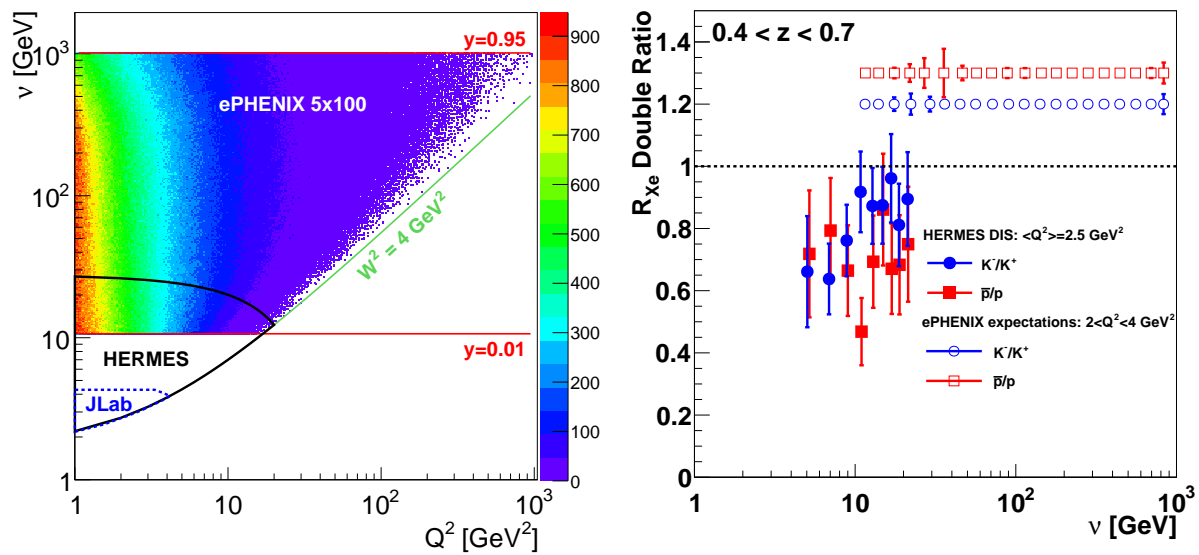 ν [GeV]
10³
10²
10
1
y=0.95
ePHENIX 5x100
W² = 4 GeV²
y=0.01
HERMES
JLab
1
10
10²
10³
Q² [GeV²]
900
800
700
600
500
400
300
200
100
0
R_Xe Double Ratio
1.4
1.2
1
0.8
0.6
0.4
0.2
0
0.4 < z < 0.7
HERMES DIS: <Q²>=2.5 GeV²
K⁻/K⁺
p̅/p
ePHENIX expectations: 2<Q²<4 GeV²
K⁻/K⁺
p̅/p
1
10
10²
10³
ν [GeV]